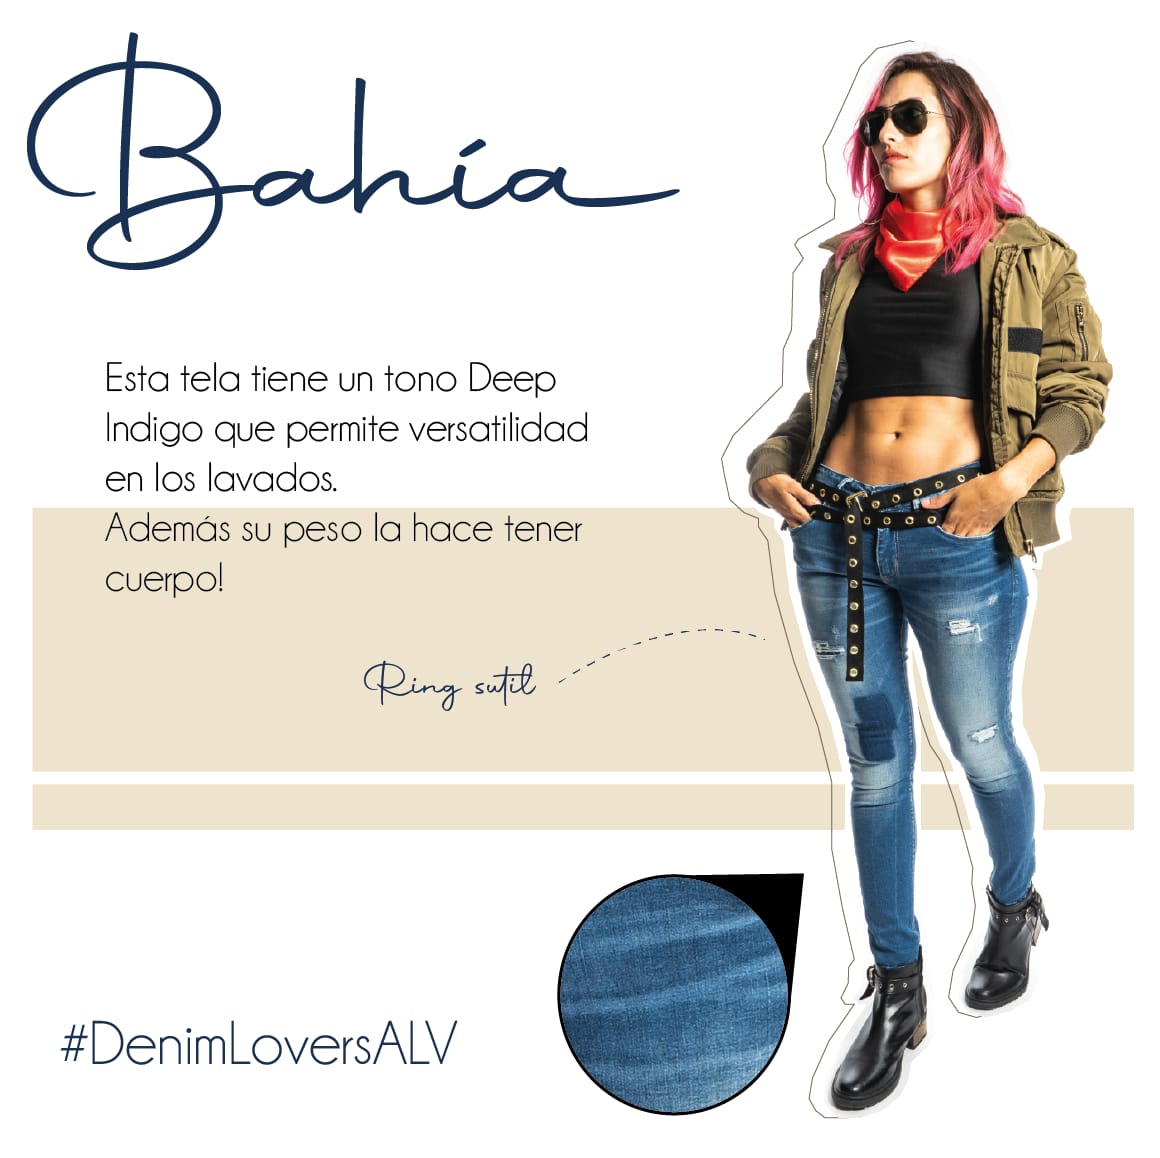 Bahía
Esta tela tiene un tono Deep
Indigo que permite versatilidad
en los lavados.
Además su peso la hace tener
cuerpo!
Ring sutil
#DenimLoversALV